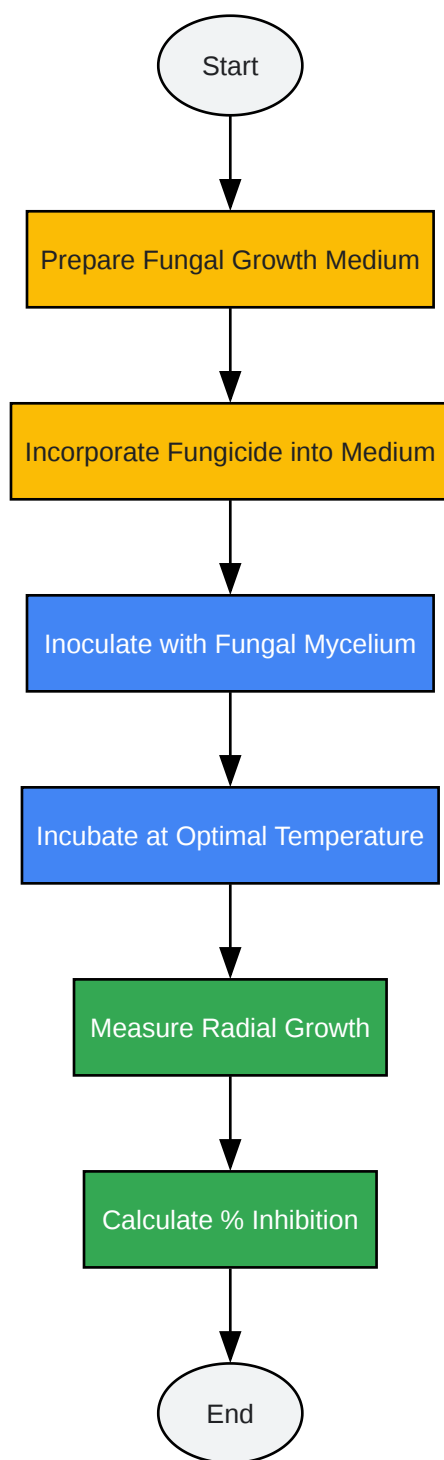 Start
Prepare Fungal Growth Medium
Incorporate Fungicide into Medium
Inoculate with Fungal Mycelium
Incubate at Optimal Temperature
Measure Radial Growth
Calculate % Inhibition
End